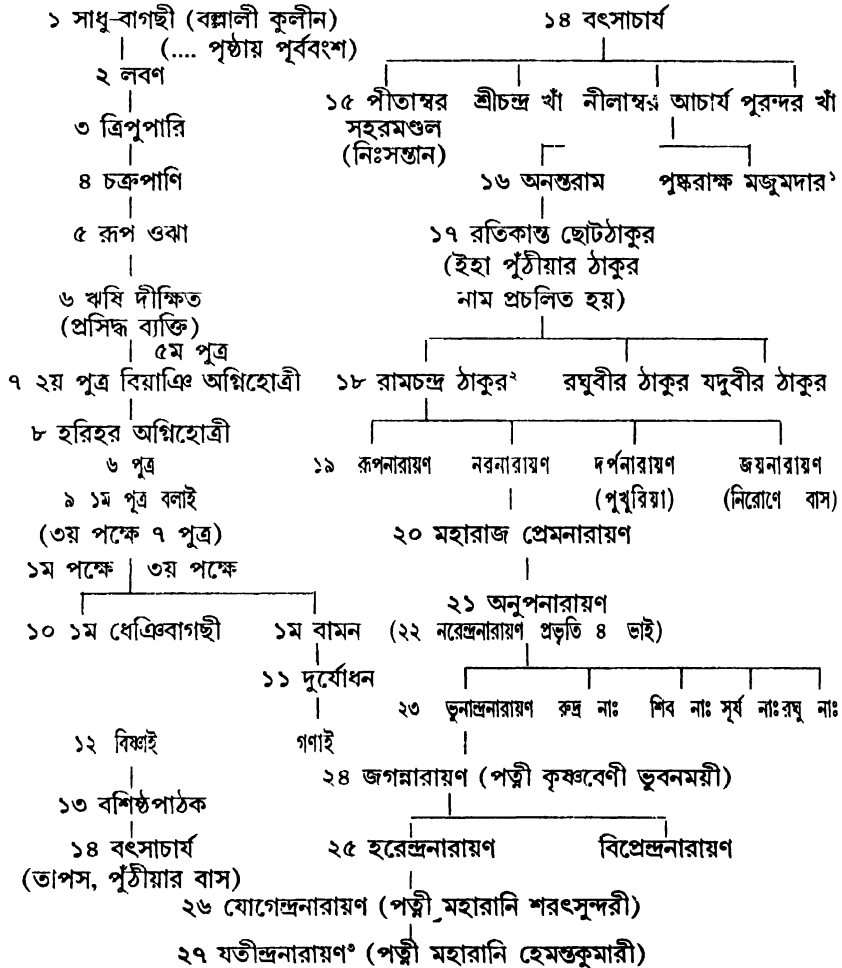 ১ সাধু-বাগছী (বল্লালী কুলীন)
(.... পৃষ্ঠায় পূর্ববংশ)
২ লবণ
৩ ত্রিপুপারি
৪ চক্রপাণি
৫ রূপ ওঝা
৬ ঋষি দীক্ষিত
(প্রসিদ্ধ ব্যক্তি)
৫ম পুত্র
৭ ২য় পুত্র বিয়াঞি অগ্নিহোত্রী
৮ হরিহর অগ্নিহোত্রী
৬ পুত্র
৯ ১ম পুত্র বলাই
(৩য় পক্ষে ৭ পুত্র)
১ম পক্ষে ৩য় পক্ষে
১০ ১ম ধেঞিবাগছী ১ম বামন
১১ দুর্যোধন
১২ বিষ্ণাই গণাই
১৩ বশিষ্ঠপাঠক
১৪ বৎসাচার্য
(তাপস, পুঁঠীয়ার বাস)
১৪ বৎসাচার্য
১৫ পীতাম্বর শ্রীচন্দ্র খাঁ নীলাম্বর আচার্য পুরন্দর খাঁ
সহরমণ্ডল
(নিঃসন্তান)
১৬ অনন্তরাম পুষ্করাক্ষ মজুমদার¹
১৭ রতিকান্ত ছোটঠাকুর
(ইহা পুঁঠীয়ার ঠাকুর
নাম প্রচলিত হয়)
১৮ রামচন্দ্র ঠাকুর² রঘুবীর ঠাকুর যদুবীর ঠাকুর
১৯ রূপনারায়ণ নরনারায়ণ দর্পনারায়ণ জয়নারায়ণ
(পুখুরিয়া) (নিরোণে বাস)
২০ মহারাজ প্রেমনারায়ণ
২১ অনুপনারায়ণ
(২২ নরেন্দ্রনারায়ণ প্রভৃতি ৪ ভাই)
২৩ ভুনান্দ্রনারায়ণ রুদ্র নাঃ শিব নাঃ সূর্য নাঃ রঘু নাঃ
২৪ জগন্নারায়ণ (পত্নী কৃষ্ণবেণী ভুবনময়ী)
২৫ হরেন্দ্রনারায়ণ বিপ্রেন্দ্রনারায়ণ
২৬ যোগেন্দ্রনারায়ণ (পত্নী মহারানি শরৎসুন্দরী)
২৭ যতীন্দ্রনারায়ণ³ (পত্নী মহারানি হেমন্তকুমারী)